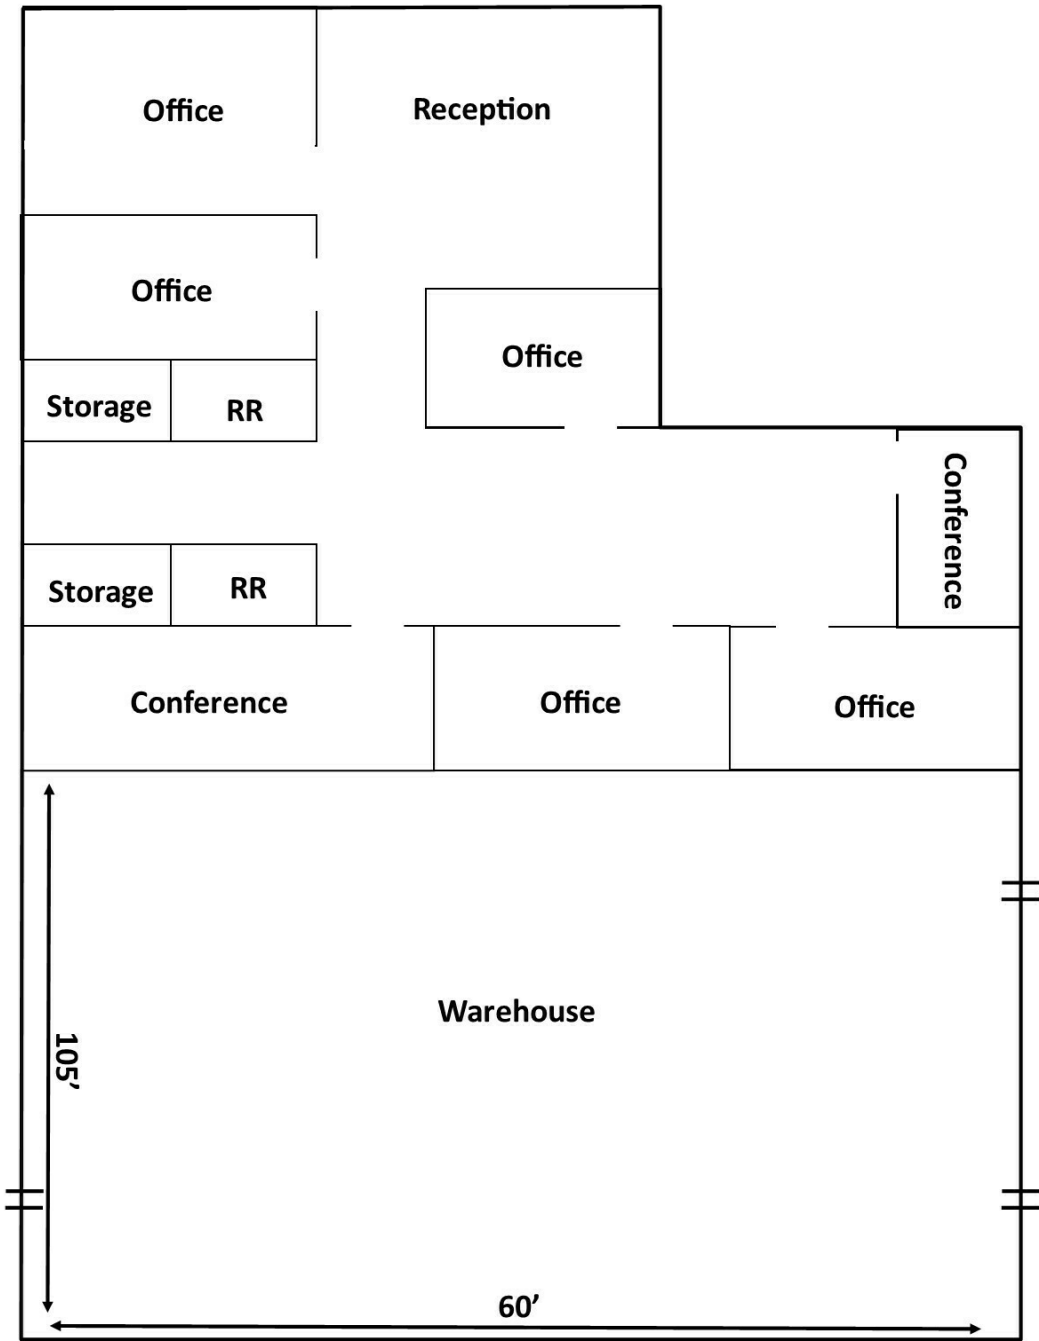 Office
Reception
Office
Office
Storage
RR
Conference
Storage
RR
Conference
Office
Office
Warehouse
105’
60’